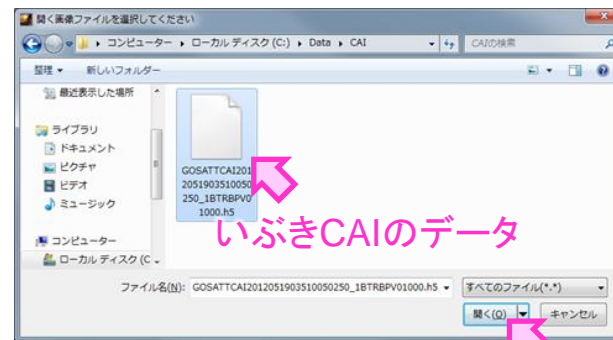 開く画像ファイルを選択してください
コンピューター ▸ ローカル ディスク (C:) ▸ Data ▸ CAI
CAIの検索
整理 新しいフォルダー
最近表示した場所
ライブラリ
ドキュメント
ピクチャ
ビデオ
ミュージック
コンピューター
ローカル ディスク (C
GOSATTCAI201
2051903510050
250_1BTRBPV0
1000.h5
いぶきCAIのデータ
ファイル名(N): GOSATTCAI2012051903510050250_1BTRBPV01000.h5
すべてのファイル(*.*)
開く(O) キャンセル